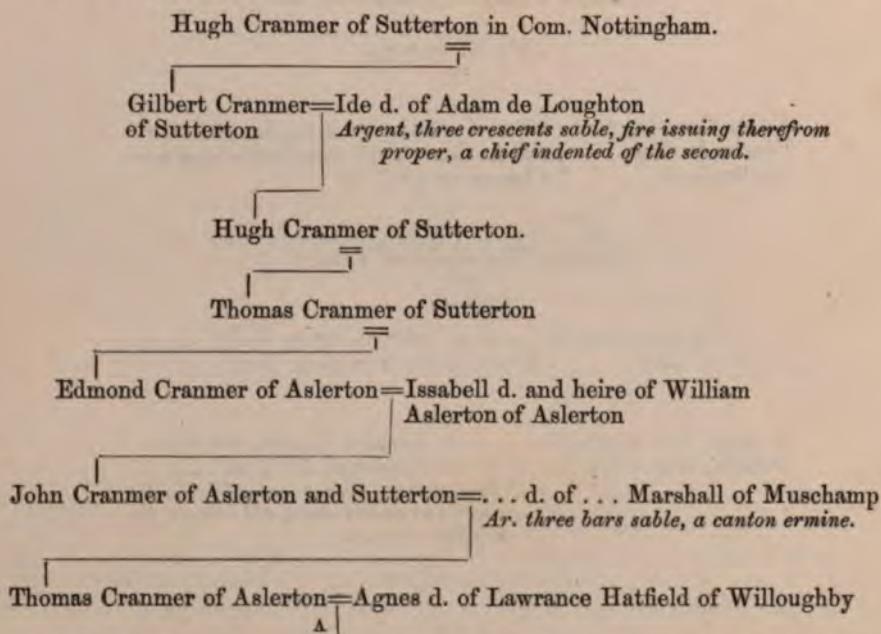 Hugh Cranmer of Sutterton in Com. Nottingham.
Gilbert Cranmer=Ide d. of Adam de Loughton
of Sutterton Argent, three crescents sable, fire issuing therefrom
proper, a chief indented of the second.
Hugh Cranmer of Sutterton.
Thomas Cranmer of Sutterton
Edmond Cranmer of Aslerton=Issabell d. and heire of William
Aslerton of Aslerton
John Cranmer of Aslerton and Sutterton=. . . d. of . . . Marshall of Muschamp
Ar. three bars sable, a canton ermine.
Thomas Cranmer of Aslerton=Agnes d. of Lawrance Hatfield of Willoughby
A